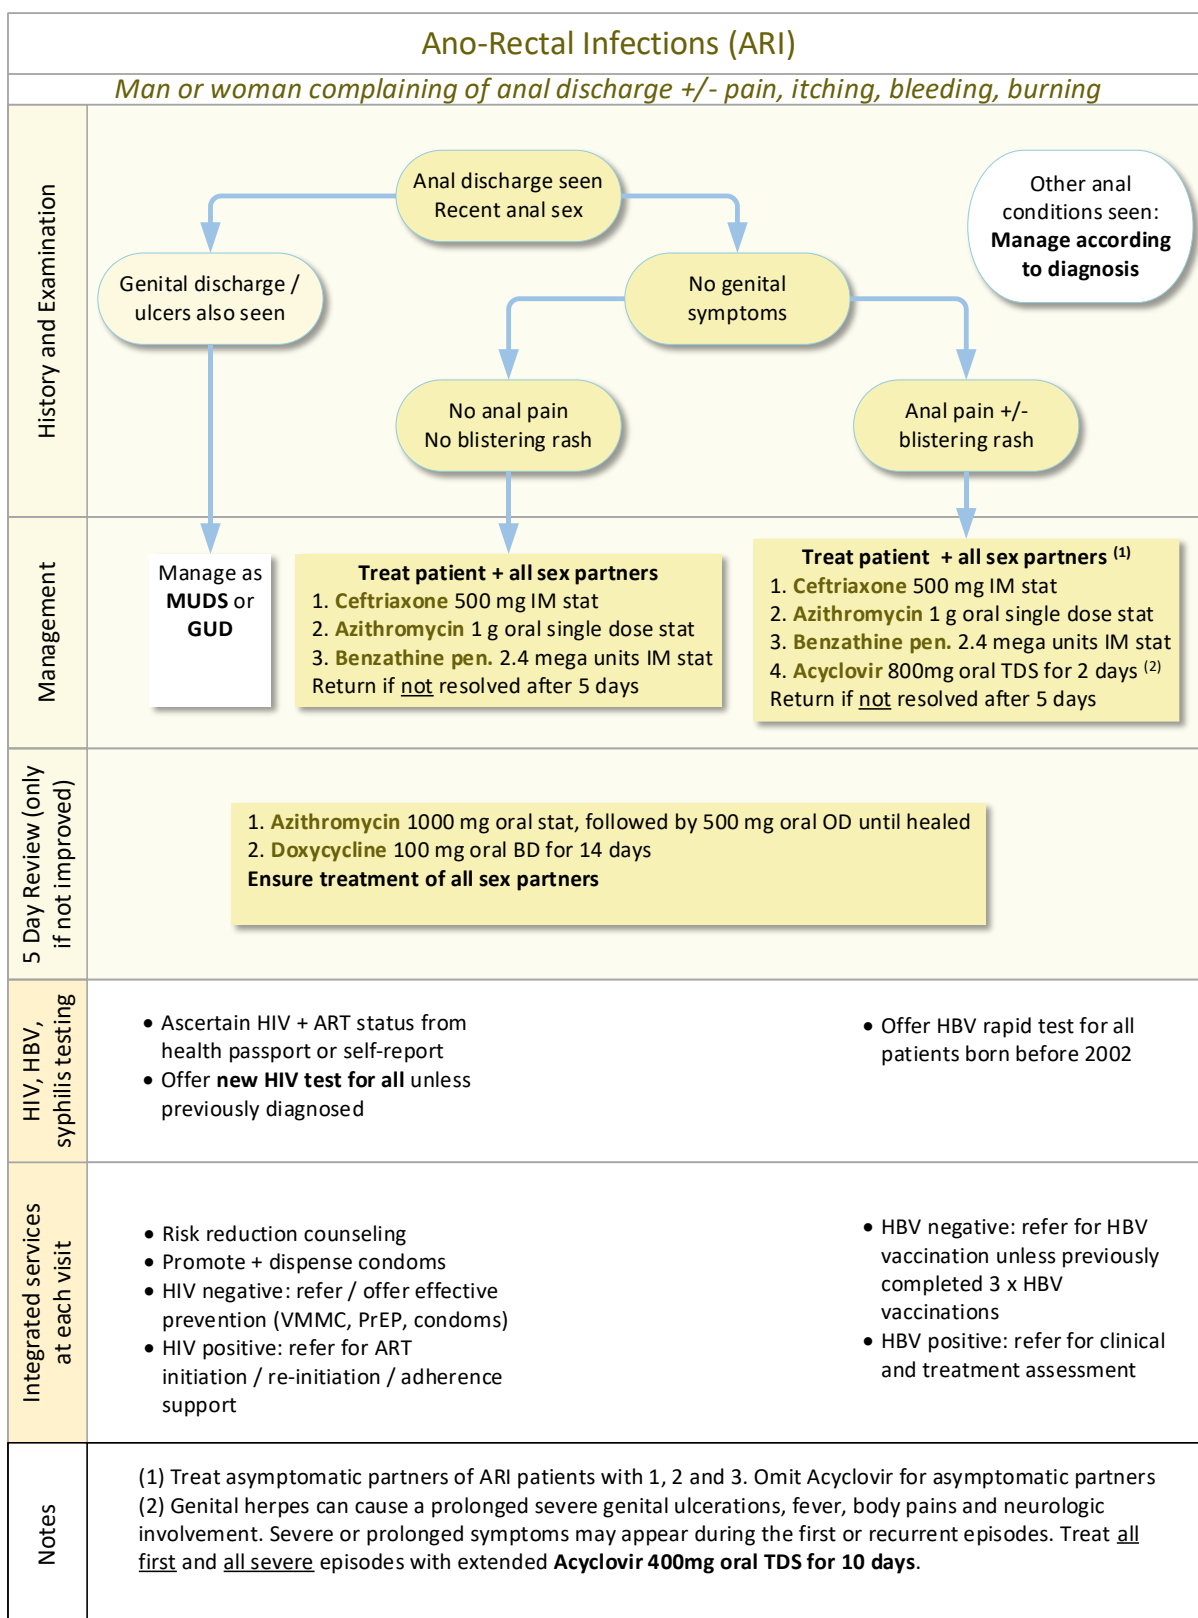 Ano-Rectal Infections (ARI)
Man or woman complaining of anal discharge +/- pain, itching, bleeding, burning
History and Examination
Anal discharge seen
Recent anal sex
Other anal
conditions seen:
Manage according
to diagnosis
Genital discharge /
ulcers also seen
No genital
symptoms
No anal pain
No blistering rash
Anal pain +/-
blistering rash
Management
Manage as
MUDS or
GUD
Treat patient + all sex partners
1. Ceftriaxone 500 mg IM stat
2. Azithromycin 1 g oral single dose stat
3. Benzathine pen. 2.4 mega units IM stat
Return if not resolved after 5 days
Treat patient + all sex partners (1)
1. Ceftriaxone 500 mg IM stat
2. Azithromycin 1 g oral single dose stat
3. Benzathine pen. 2.4 mega units IM stat
4. Acyclovir 800mg oral TDS for 2 days (2)
Return if not resolved after 5 days
5 Day Review (only
if not improved)
1. Azithromycin 1000 mg oral stat, followed by 500 mg oral OD until healed
2. Doxycycline 100 mg oral BD for 14 days
Ensure treatment of all sex partners
HIV, HBV,
syphilis testing
• Ascertain HIV + ART status from
health passport or self-report
• Offer new HIV test for all unless
previously diagnosed
• Offer HBV rapid test for all
patients born before 2002
Integrated services
at each visit
• Risk reduction counseling
• Promote + dispense condoms
• HIV negative: refer / offer effective
prevention (VMMC, PrEP, condoms)
• HIV positive: refer for ART
initiation / re-initiation / adherence
support
• HBV negative: refer for HBV
vaccination unless previously
completed 3 x HBV
vaccinations
• HBV positive: refer for clinical
and treatment assessment
Notes
(1) Treat asymptomatic partners of ARI patients with 1, 2 and 3. Omit Acyclovir for asymptomatic partners
(2) Genital herpes can cause a prolonged severe genital ulcerations, fever, body pains and neurologic
involvement. Severe or prolonged symptoms may appear during the first or recurrent episodes. Treat all
first and all severe episodes with extended Acyclovir 400mg oral TDS for 10 days.